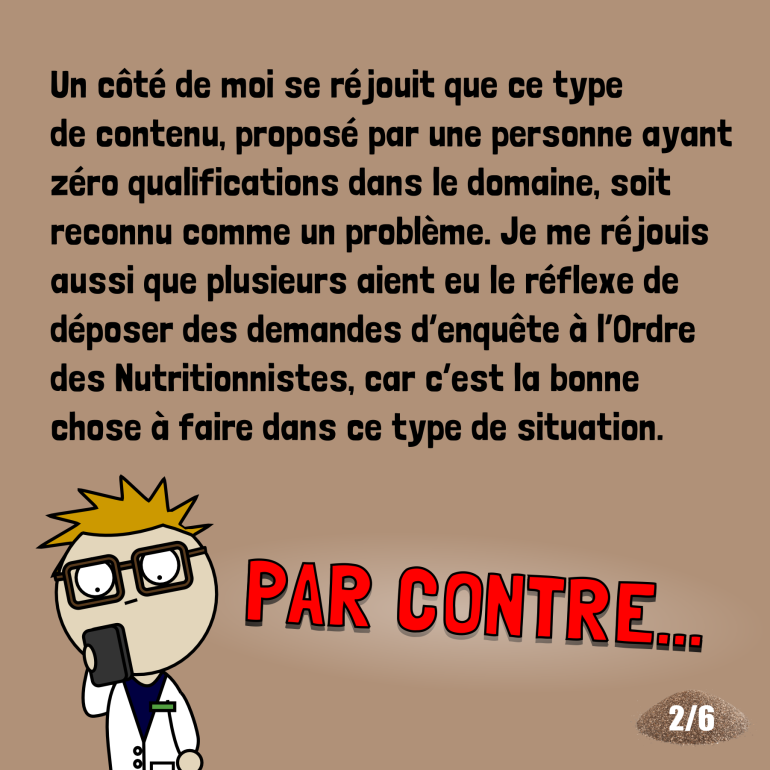 Un côté de moi se réjouit que ce type
de contenu, proposé par une personne ayant
zéro qualifications dans le domaine, soit
reconnu comme un problème. Je me réjouis
aussi que plusieurs aient eu le réflexe de
déposer des demandes d'enquête à l'Ordre
des Nutritionnistes, car c'est la bonne
chose à faire dans ce type de situation.
PAR CONTRE...
2/6